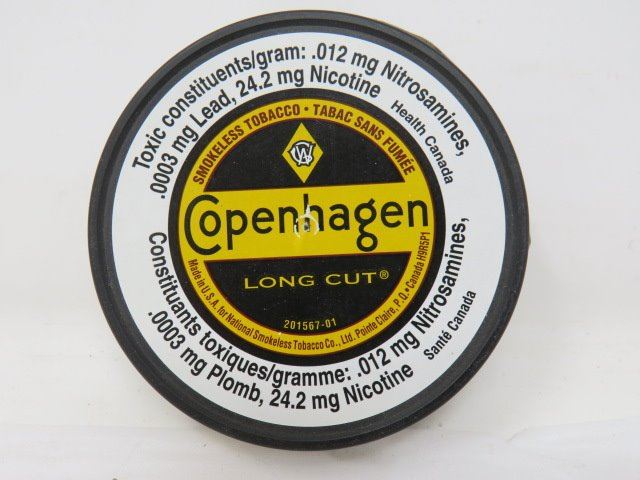 Toxic constituents/gram: .012 mg Nitrosamines,
.0003 mg Lead, 24.2 mg Nicotine
Health Canada
SMOKELESS TOBACCO • TABAC SANS FUMÉE
WS
Copenhagen
LONG CUT®
201567-01
Made in U.S.A. for National Smokeless Tobacco Co., Ltd. Pointe Claire, P.Q. • Canada H9R5P1
Constituants toxiques/gramme: .012 mg Nitrosamines,
.0003 mg Plomb, 24.2 mg Nicotine
Santé Canada